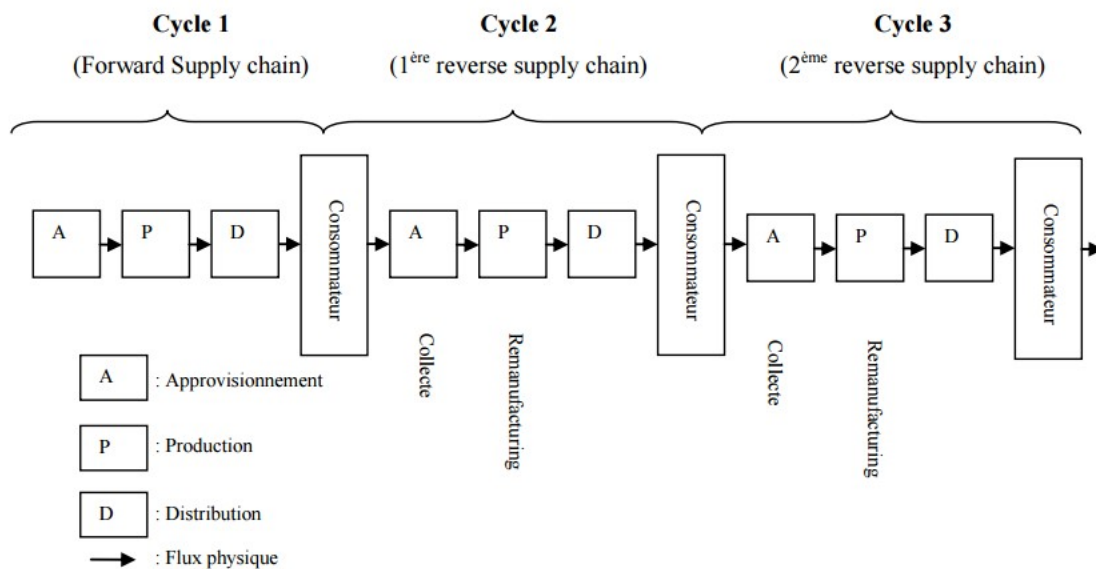 Cycle 1
(Forward Supply chain)
Cycle 2
(1ère reverse supply chain)
Cycle 3
(2ème reverse supply chain)
A
P
D
Consommateur
A
P
D
Consommateur
A
P
D
Consommateur
Collecte
Remanufacturing
Collecte
Remanufacturing
A : Approvisionnement
P : Production
D : Distribution
: Flux physique